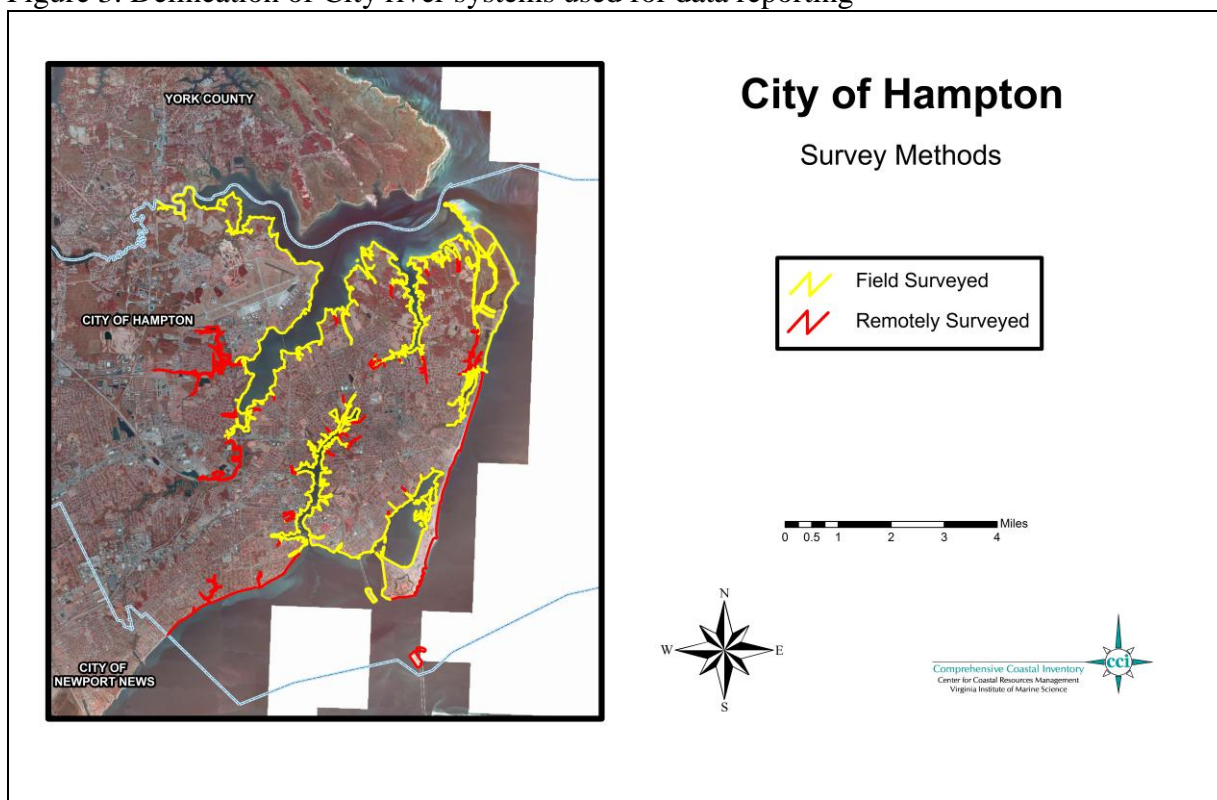 Figure 3. Delineation of City river systems used for data reporting
YORK COUNTY
CITY OF HAMPTON
CITY OF
NEWPORT NEWS
City of Hampton
Survey Methods
Field Surveyed
Remotely Surveyed
Miles
0 0.5 1 2 3 4
N
W E
S
cci
Comprehensive Coastal Inventory
Center for Coastal Resources Management
Virginia Institute of Marine Science